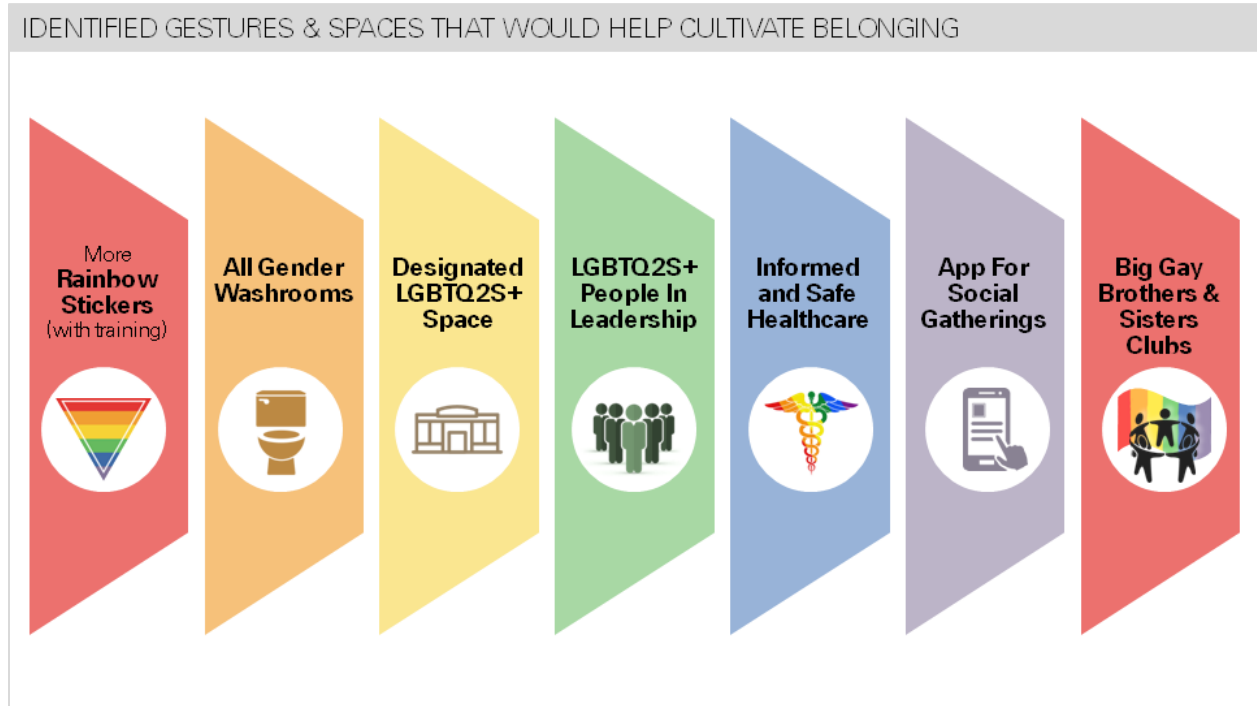 IDENTIFIED GESTURES & SPACES THAT WOULD HELP CULTIVATE BELONGING
More
Rainbow
Stickers
(with training)
All Gender
Washrooms
Designated
LGBTQ2S+
Space
LGBTQ2S+
People In
Leadership
Informed
and Safe
Healthcare
App For
Social
Gatherings
Big Gay
Brothers &
Sisters
Clubs